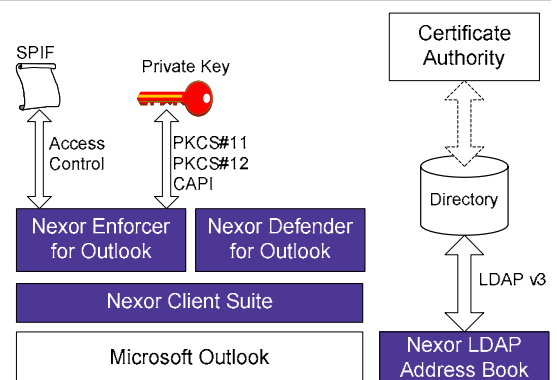 SPIF
Private Key
Access
Control
PKCS#11
PKCS#12
CAPI
Nexor Enforcer
for Outlook
Nexor Defender
for Outlook
Nexor Client Suite
Microsoft Outlook
Certificate
Authority
Directory
LDAP v3
Nexor LDAP
Address Book